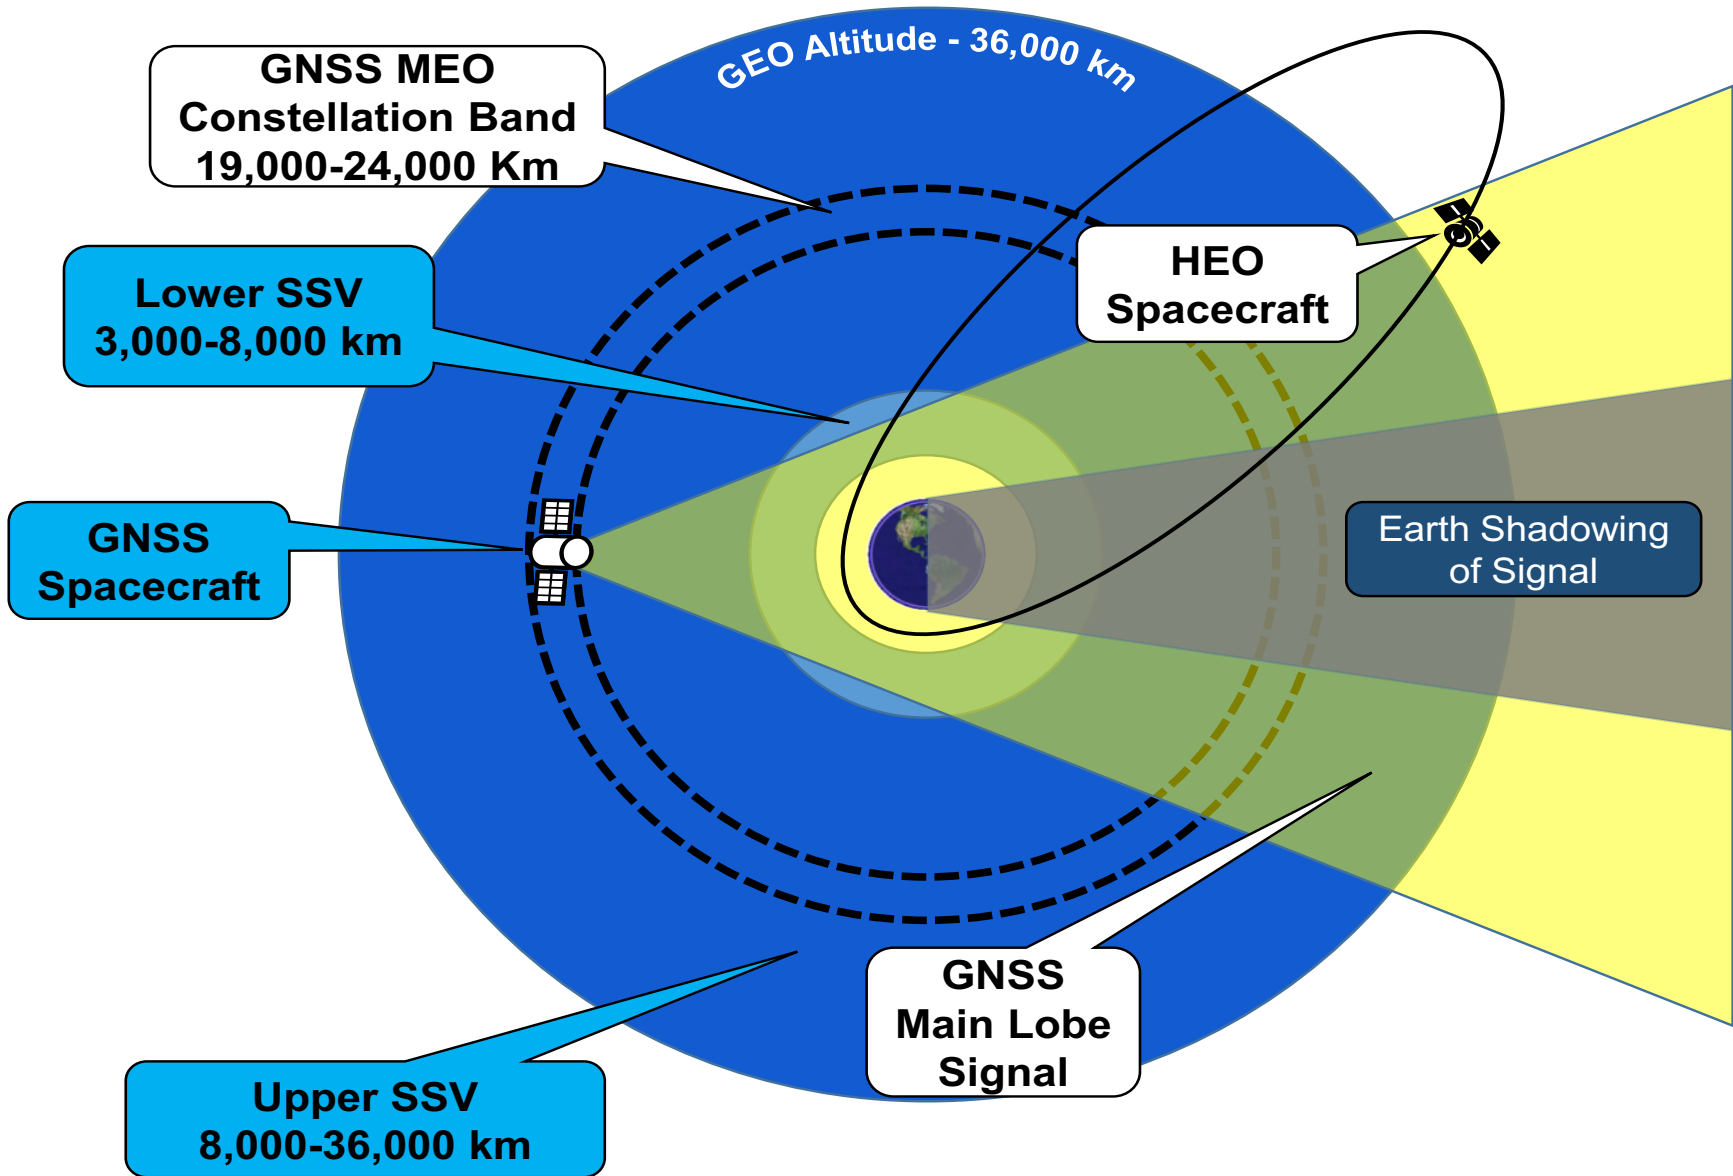 GEO Altitude - 36,000 km
GNSS MEO
Constellation Band
19,000-24,000 Km
Lower SSV
3,000-8,000 km
HEO
Spacecraft
GNSS
Spacecraft
Earth Shadowing
of Signal
GNSS
Main Lobe
Signal
Upper SSV
8,000-36,000 km